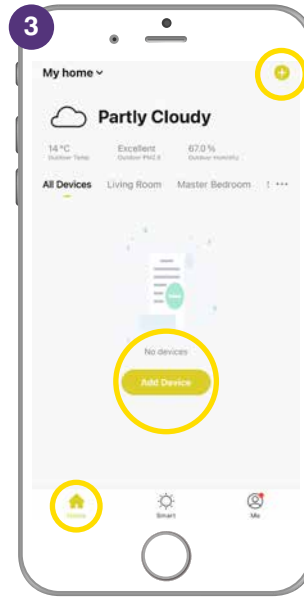 3
My home
Partly Cloudy
14 °C Excellent 67.0 %
Outdoor Temp Outdoor PM2.5 Outdoor Humidity
All Devices Living Room Master Bedroom
No devices
Add Device
Home Smart Me